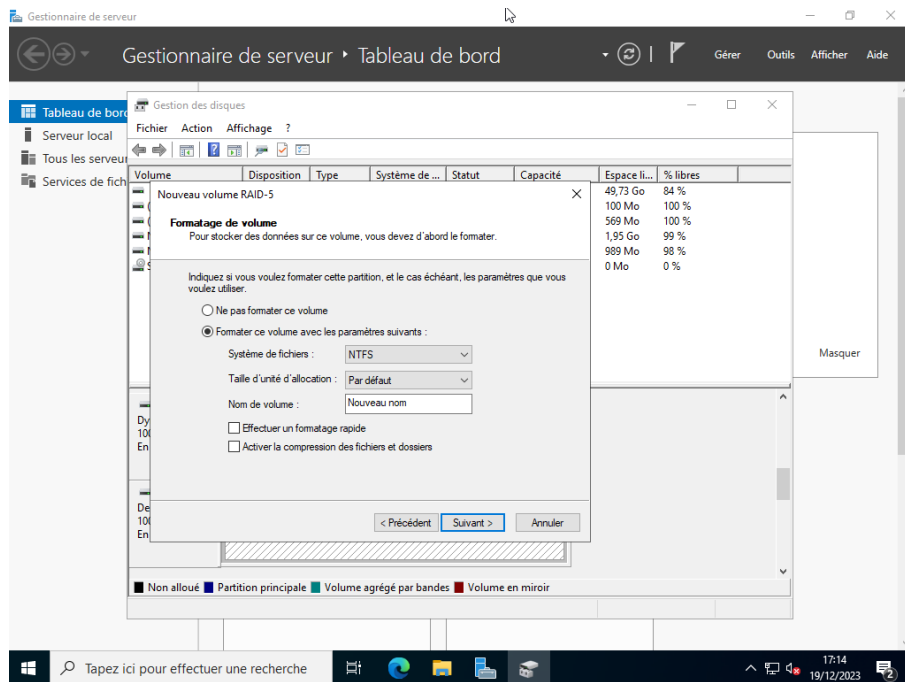 Gestionnaire de serveur
Gestionnaire de serveur Tableau de bord
Gérer Outils Afficher Aide
Tableau de bord
Serveur local
Tous les serveur
Services de fich
Gestion des disques
Fichier Action Affichage ?
Volume Disposition Type Système de ... Statut Capacité Espace li... % libres
49,73 Go 84 %
100 Mo 100 %
569 Mo 100 %
1,95 Go 99 %
989 Mo 98 %
0 Mo 0 %
Nouveau volume RAID-5
Formatage de volume
Pour stocker des données sur ce volume, vous devez d'abord le formater.
Indiquez si vous voulez formater cette partition, et le cas échéant, les paramètres que vous
voulez utiliser.
Ne pas formater ce volume
Formater ce volume avec les paramètres suivants :
Système de fichiers : NTFS
Taille d'unité d'allocation : Par défaut
Nom de volume : Nouveau nom
Effectuer un formatage rapide
Activer la compression des fichiers et dossiers
< Précédent Suivant > Annuler
Masquer
Dy
100
En
De
100
En
Non alloué Partition principale Volume agrégé par bandes Volume en miroir
Tapez ici pour effectuer une recherche
17:14
19/12/2023
2